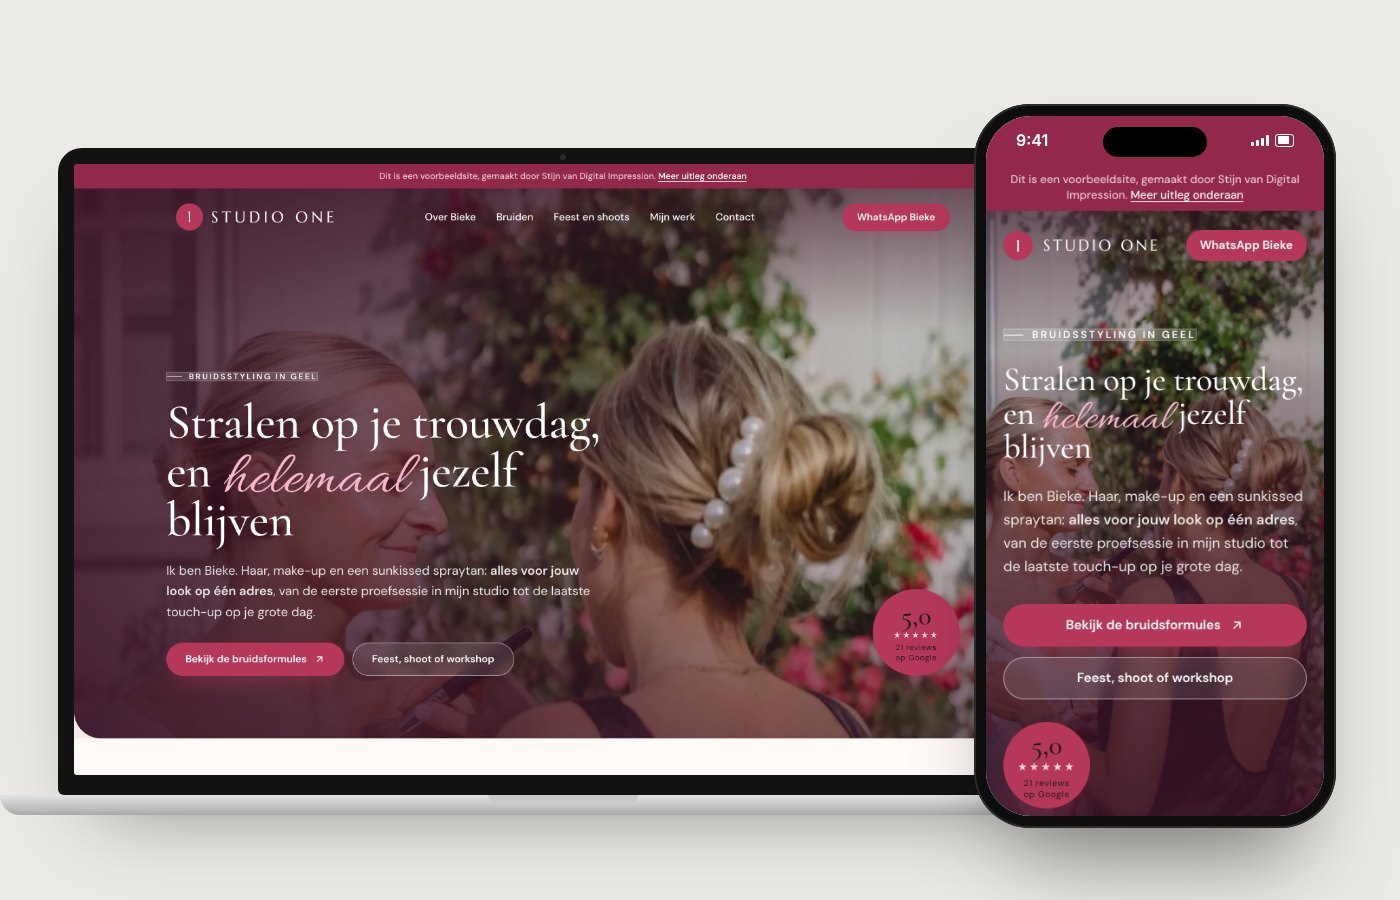 Dit is een voorbeeldsite, gemaakt door Stijn van Digital Impression. Meer uitleg onderaan
1 STUDIO ONE
Over Bieke Bruiden Feest en shoots Mijn werk Contact
WhatsApp Bieke
BRUIDSSTYLING IN GEEL
Stralen op je trouwdag,
en helemaal jezelf
blijven
Ik ben Bieke. Haar, make-up en een sunkissed spraytan: alles voor jouw
look op één adres, van de eerste proefsessie in mijn studio tot de laatste
touch-up op je grote dag.
Bekijk de bruidsformules ↗
Feest, shoot of workshop
5,0
★★★★★
21 reviews
op Google
9:41
Dit is een voorbeeldsite, gemaakt door Stijn van Digital
Impression. Meer uitleg onderaan
1 STUDIO ONE
WhatsApp Bieke
BRUIDSSTYLING IN GEEL
Stralen op je trouwdag,
en helemaal jezelf
blijven
Ik ben Bieke. Haar, make-up en een sunkissed
spraytan: alles voor jouw look op één adres,
van de eerste proefsessie in mijn studio tot
de laatste touch-up op je grote dag.
Bekijk de bruidsformules ↗
Feest, shoot of workshop
5,0
★★★★★
21 reviews
op Google